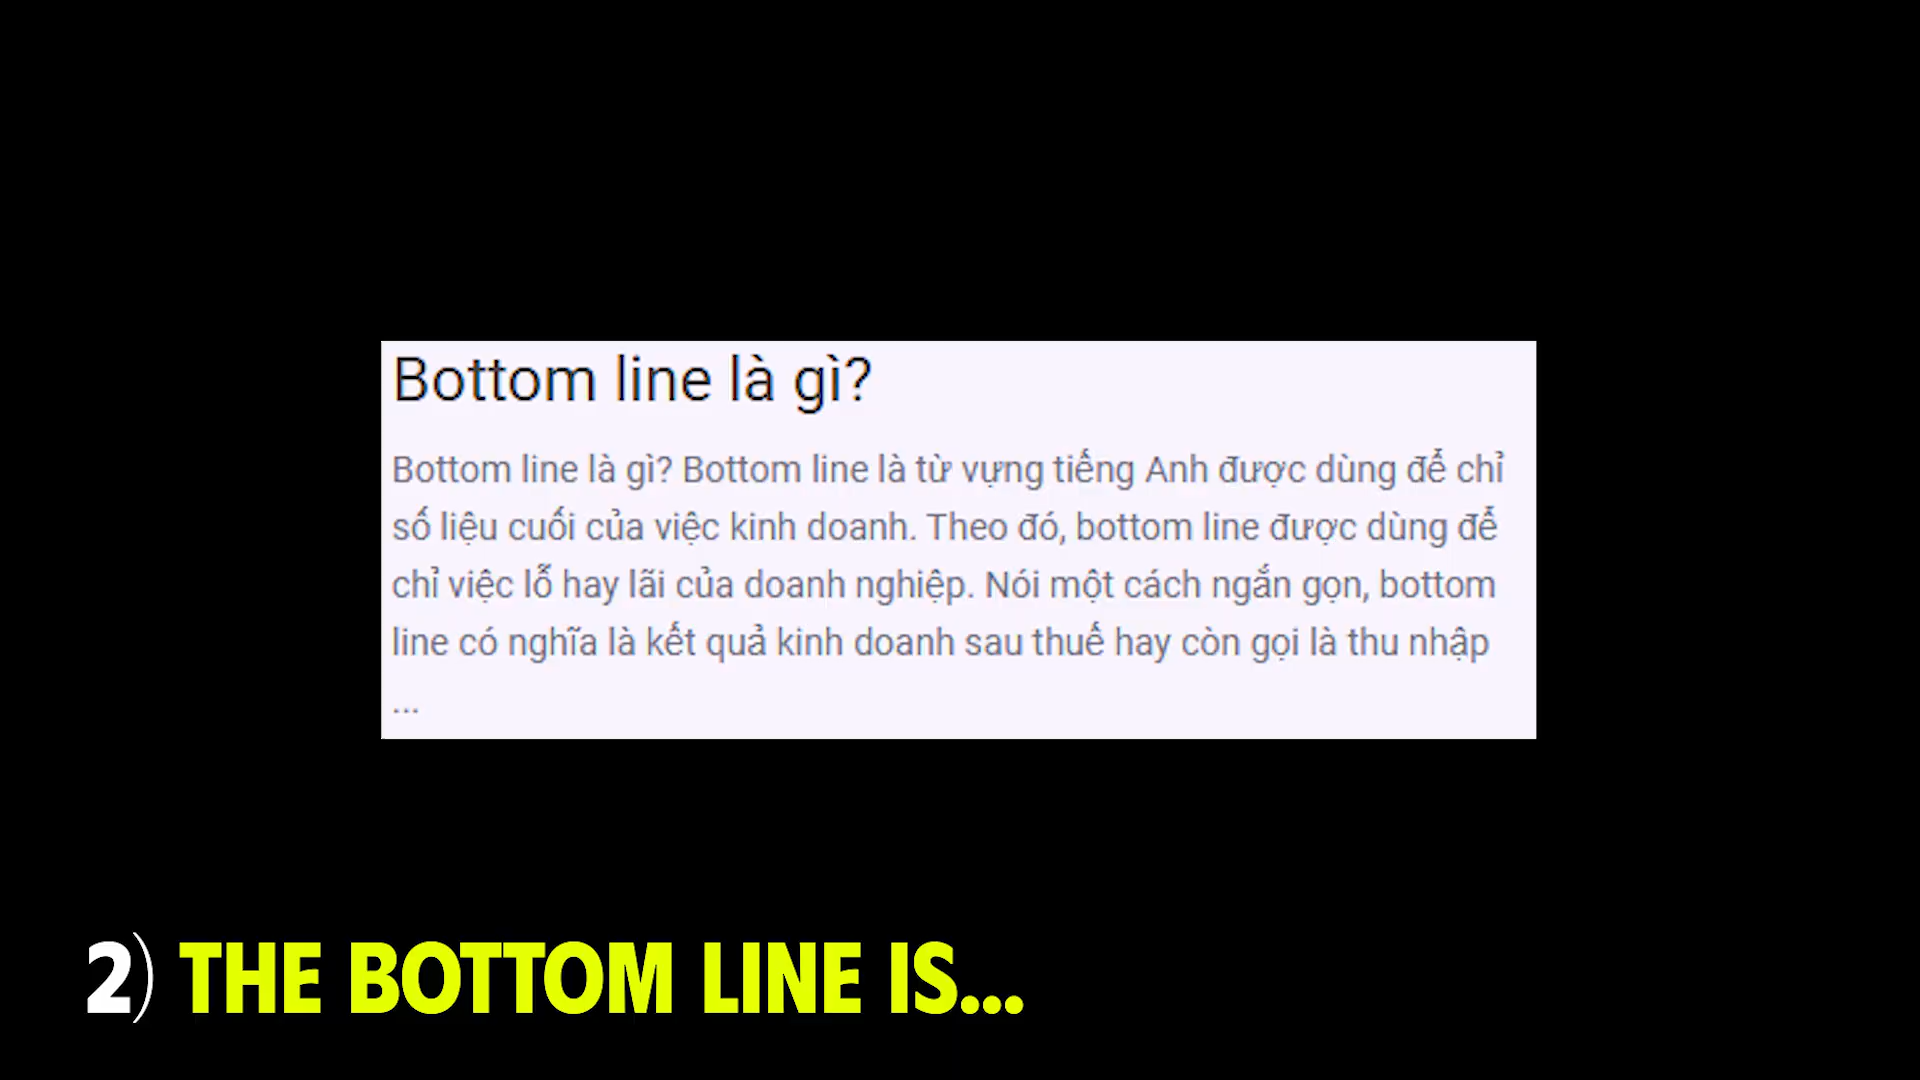 Bottom line là gì?
Bottom line là gì? Bottom line là từ vựng tiếng Anh được dùng để chỉ
số liệu cuối của việc kinh doanh. Theo đó, bottom line được dùng để
chỉ việc lỗ hay lãi của doanh nghiệp. Nói một cách ngắn gọn, bottom
line có nghĩa là kết quả kinh doanh sau thuế hay còn gọi là thu nhập
...
2) THE BOTTOM LINE IS...